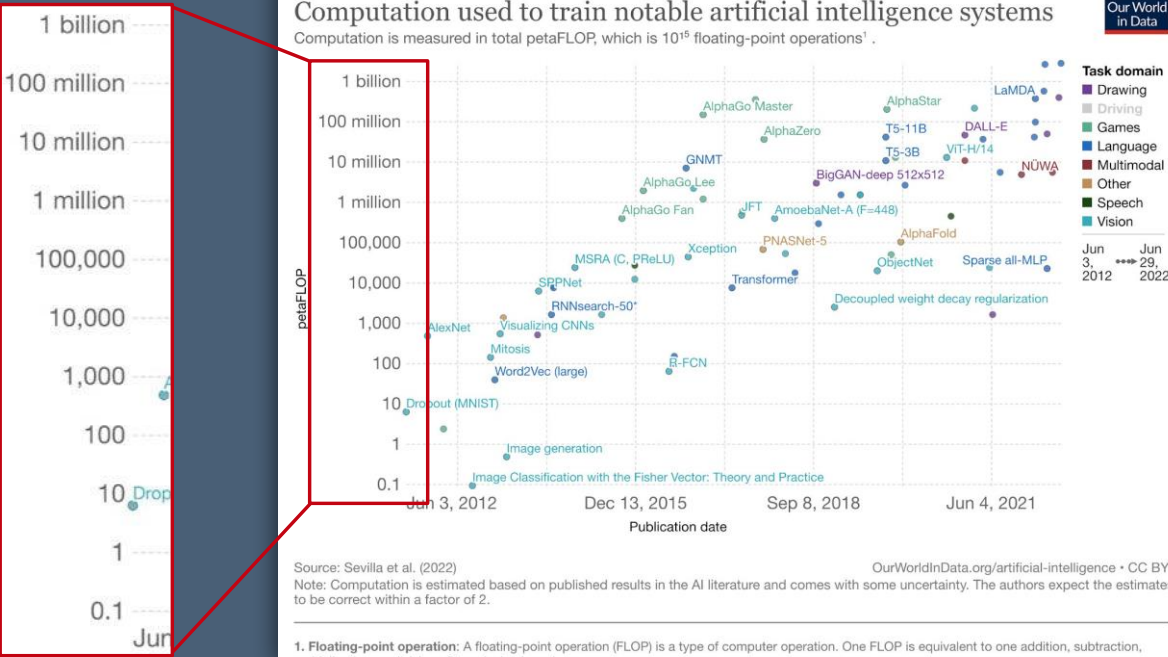 1 billion
100 million
10 million
1 million
100,000
10,000
1,000
100
10 Drop
1
0.1
Jun
Computation used to train notable artificial intelligence systems
Computation is measured in total petaFLOP, which is 10¹⁵ floating-point operations¹ .
Our World
in Data
petaFLOP
1 billion
100 million
10 million
1 million
100,000
10,000
1,000
100
10
1
0.1
LaMDA
AlphaGo Master
AlphaStar
AlphaZero
T5-11B
DALL-E
GNMT
T5-3B
ViT-H/14
NÜWA
AlphaGo Lee
BigGAN-deep 512x512
AlphaGo Fan
JFT
AmoebaNet-A (F=448)
PNASNet-5
AlphaFold
MSRA (C, PReLU)
Xception
ObjectNet
Sparse all-MLP
SPPNet
Transformer
RNNsearch-50*
Decoupled weight decay regularization
AlexNet
Visualizing CNNs
Mitosis
R-FCN
Word2Vec (large)
Dropout (MNIST)
Image generation
Image Classification with the Fisher Vector: Theory and Practice
Jun 3, 2012
Dec 13, 2015
Sep 8, 2018
Jun 4, 2021
Publication date
Task domain
Drawing
Driving
Games
Language
Multimodal
Other
Speech
Vision
Jun
3,
2012
Jun
29,
2022
Source: Sevilla et al. (2022)
OurWorldInData.org/artificial-intelligence • CC BY
Note: Computation is estimated based on published results in the AI literature and comes with some uncertainty. The authors expect the estimate
to be correct within a factor of 2.
1. Floating-point operation: A floating-point operation (FLOP) is a type of computer operation. One FLOP is equivalent to one addition, subtraction,